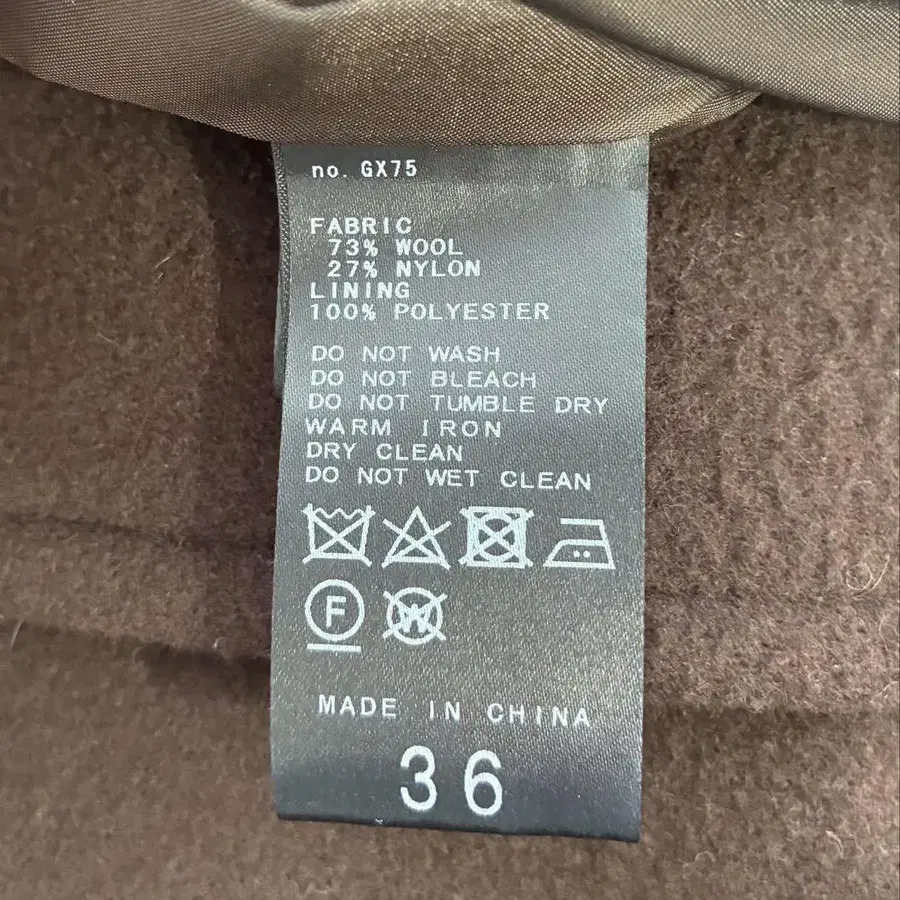 no. GX75
FABRIC
73% WOOL
27% NYLON
LINING
100% POLYESTER
DO NOT WASH
DO NOT BLEACH
DO NOT TUMBLE DRY
WARM IRON
DRY CLEAN
DO NOT WET CLEAN
F W
MADE IN CHINA
36